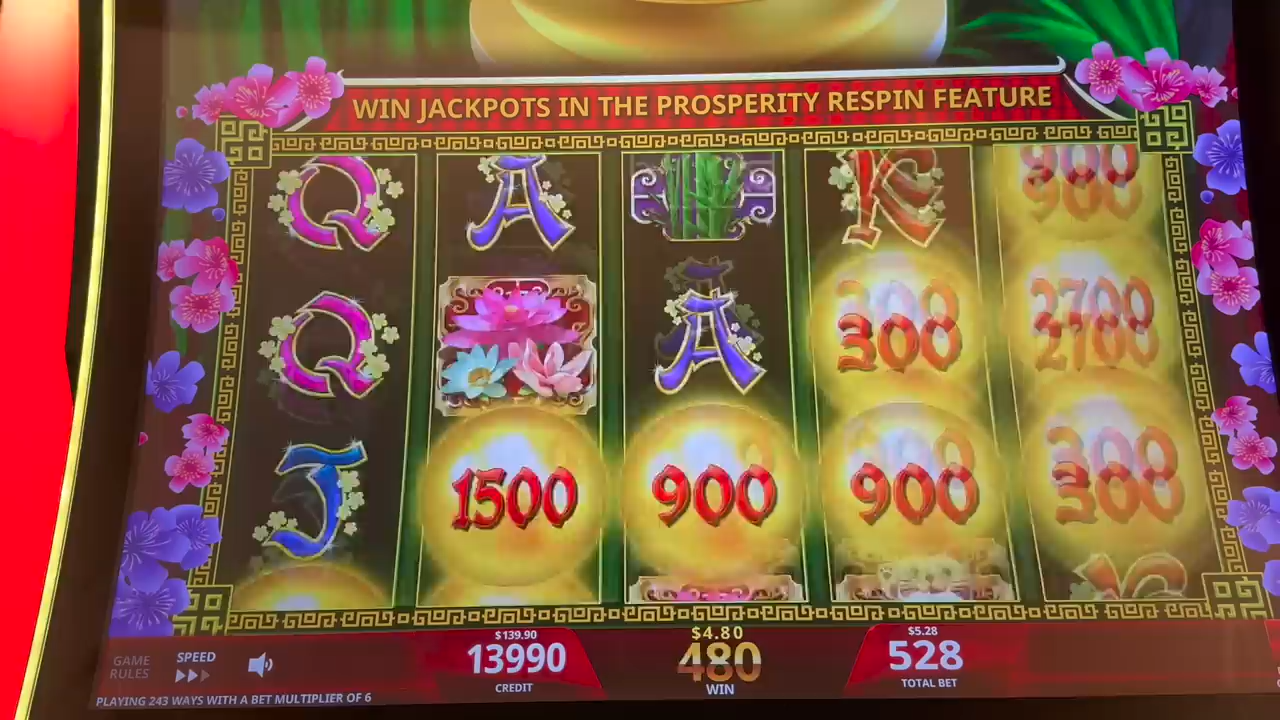 WIN JACKPOTS IN THE PROSPERITY RESPIN FEATURE
Q A K 900
Q A 300 2700
J 1500 900 900 300
GAME RULES
SPEED
$139.90
13990
CREDIT
$4.80
480
WIN
$5.28
528
TOTAL BET
PLAYING 243 WAYS WITH A BET MULTIPLIER OF 6